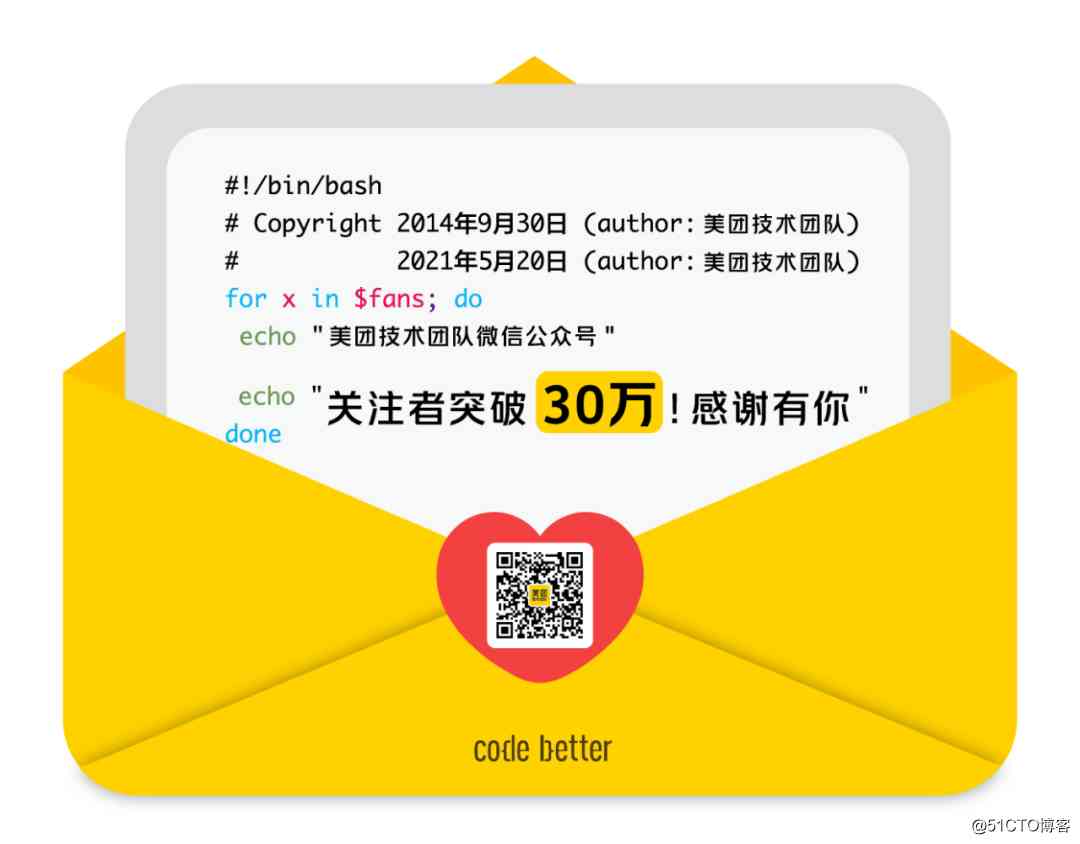 #!/bin/bash
# Copyright 2014年9月30日 (author: 美团技术团队)
#           2021年5月20日 (author: 美团技术团队)
for x in $fans; do
 echo "美团技术团队微信公众号"
 echo "关注者突破 30万! 感谢有你"
done
美团
code better
@51CTO博客